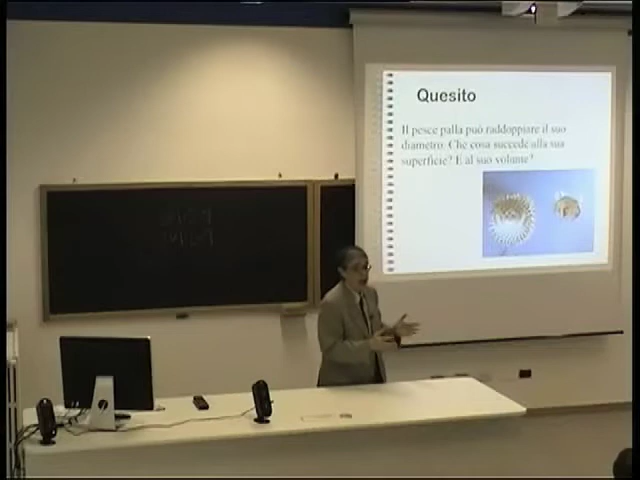 Quesito
Il pesce palla può raddoppiare il suo
diametro. Che cosa succede alla sua
superficie? E al suo volume?